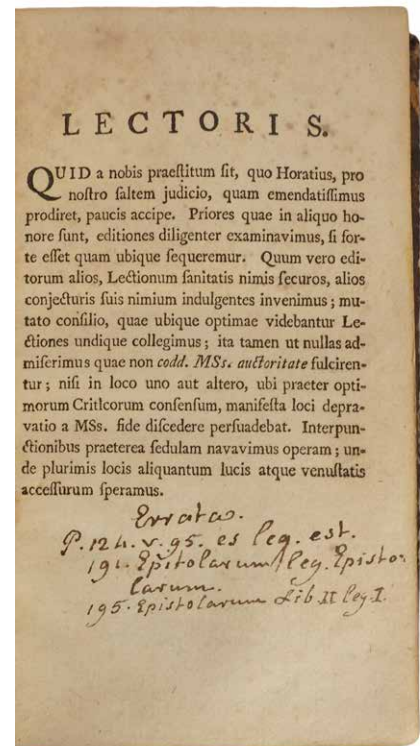 LECTORI S.
QUID a nobis praeſtitum ſit, quo Horatius, pro
noſtro ſaltem judicio, quam emendatiſſimus
prodiret, paucis accipe. Priores quae in aliquo ho-
nore ſunt, editiones diligenter examinavimus, ſi for-
te eſſet quam ubique ſequeremur. Quum vero edi-
torum alios, Lectionum ſanitatis nimis ſecuros, alios
conjecturis ſuis nimium indulgentes invenimus; mu-
tato conſilio, quae ubique optimae videbantur Le-
ctiones undique collegimus; ita tamen ut nullas ad-
miſerimus quae non codd. MSs. auctoritate fulciren-
tur; niſi in loco uno aut altero, ubi praeter opti-
morum Criticorum conſenſum, manifeſta loci depra-
vatio a MSs. fide diſcedere perſuadebat. Interpun-
ctionibus praeterea ſedulam navavimus operam; un-
de plurimis locis aliquantum lucis atque venuſtatis
acceſſurum ſperamus.
Errata.
P. 124. v. 95. es leg. est.
191. Epistolarum leg. Episto-
larum.
195. Epistolarum Lib II leg. I.